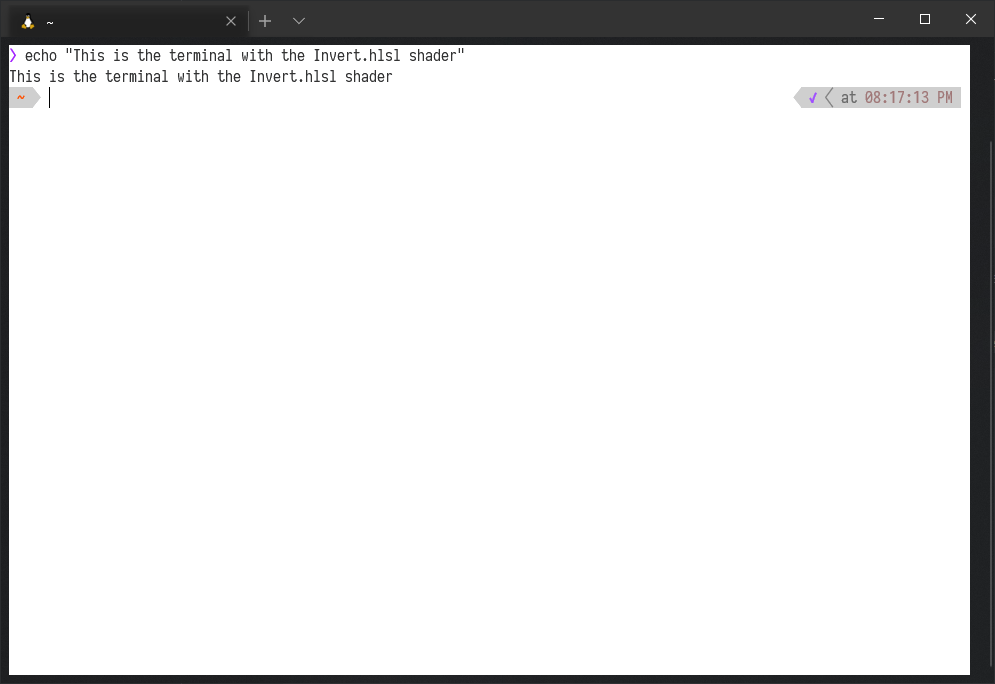 ~
❯ echo "This is the terminal with the Invert.hlsl shader"
This is the terminal with the Invert.hlsl shader
~ ✓ at 08:17:13 PM